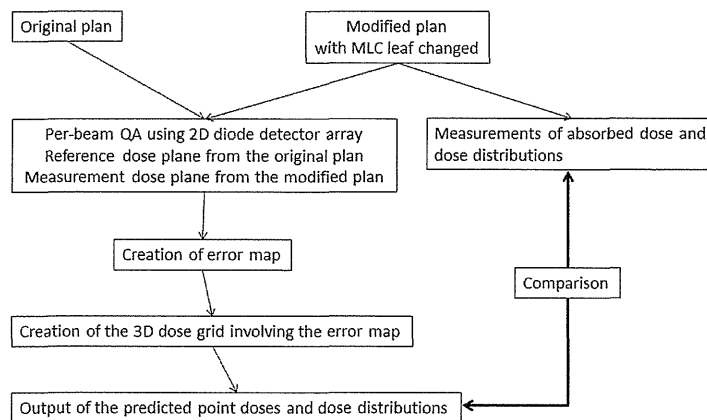 Original plan
Modified plan
with MLC leaf changed
Per-beam QA using 2D diode detector array
Reference dose plane from the original plan
Measurement dose plane from the modified plan
Measurements of absorbed dose and
dose distributions
Creation of error map
Comparison
Creation of the 3D dose grid involving the error map
Output of the predicted point doses and dose distributions